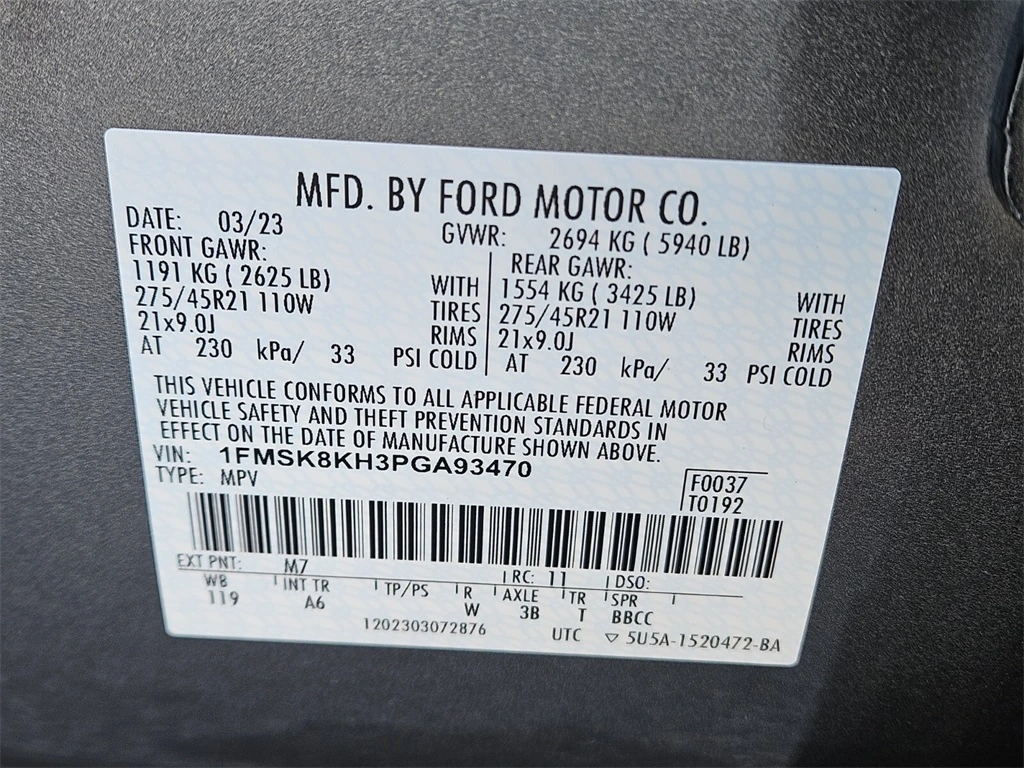 MFD. BY FORD MOTOR CO.
DATE: 03/23 GVWR: 2694 KG ( 5940 LB)
FRONT GAWR: REAR GAWR:
1191 KG ( 2625 LB) WITH 1554 KG ( 3425 LB) WITH
275/45R21 110W TIRES 275/45R21 110W TIRES
21x9.0J RIMS 21x9.0J RIMS
AT 230 kPa/ 33 PSI COLD AT 230 kPa/ 33 PSI COLD
THIS VEHICLE CONFORMS TO ALL APPLICABLE FEDERAL MOTOR
VEHICLE SAFETY AND THEFT PREVENTION STANDARDS IN
EFFECT ON THE DATE OF MANUFACTURE SHOWN ABOVE.
VIN: 1FMSK8KH3PGA93470
TYPE: MPV F0037
T0192
EXT PNT: M7 RC: 11 DSO:
WB INT TR TP/PS R AXLE TR SPR
119 A6 W 3B T BBCC
1202303072876 UTC ▽ 5U5A-1520472-BA